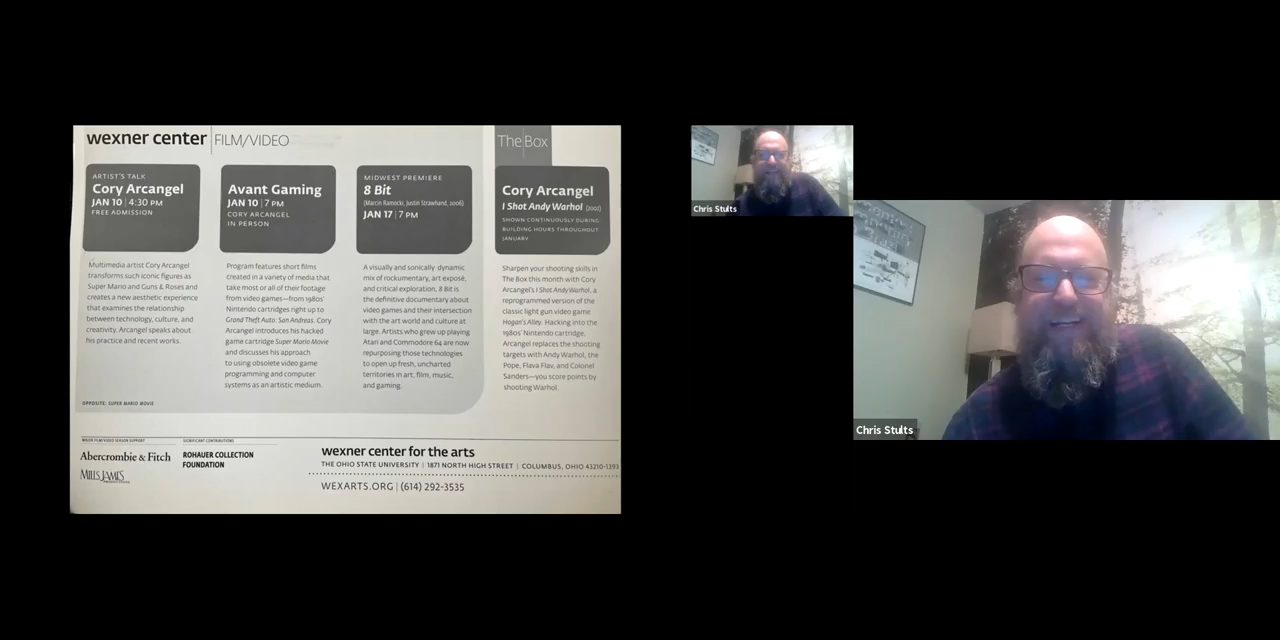 wexner center | FILM/VIDEO
The Box
ARTIST'S TALK
Cory Arcangel
JAN 10 | 4:30 PM
FREE ADMISSION
Multimedia artist Cory Arcangel
transforms such iconic figures as
Super Mario and Guns & Roses and
creates a new aesthetic experience
that examines the relationship
between technology, culture, and
creativity. Arcangel speaks about
his practice and recent works.
OPPOSITE: SUPER MARIO MOVIE
Avant Gaming
JAN 10 | 7 PM
CORY ARCANGEL
IN PERSON
Program features short films
created in a variety of media that
take most or all of their footage
from video games—from 1980s'
Nintendo cartridges right up to
Grand Theft Auto: San Andreas. Cory
Arcangel introduces his hacked
game cartridge Super Mario Movie
and discusses his approach
to using obsolete video game
programming and computer
systems as an artistic medium.
MIDWEST PREMIERE
8 Bit
(Marcin Ramocki, Justin Strawhand, 2006)
JAN 17 | 7 PM
A visually and sonically dynamic
mix of rockumentary, art exposé,
and critical exploration, 8 Bit is
the definitive documentary about
video games and their intersection
with the art world and culture at
large. Artists who grew up playing
Atari and Commodore 64 are now
repurposing those technologies
to open up fresh, uncharted
territories in art, film, music,
and gaming.
Cory Arcangel
I Shot Andy Warhol (2002)
SHOWN CONTINUOUSLY DURING
BUILDING HOURS THROUGHOUT
JANUARY
Sharpen your shooting skills in
The Box this month with Cory
Arcangel's I Shot Andy Warhol, a
reprogrammed version of the
classic light gun video game
Hogan's Alley. Hacking into the
1980s' Nintendo cartridge,
Arcangel replaces the shooting
targets with Andy Warhol, the
Pope, Flava Flav, and Colonel
Sanders—you score points by
shooting Warhol.
FILM/VIDEO SEASON SUPPORT
Abercrombie & Fitch
MILLS JAMES
PRODUCTIONS
SIGNIFICANT CONTRIBUTIONS
ROHAUER COLLECTION
FOUNDATION
wexner center for the arts
THE OHIO STATE UNIVERSITY | 1871 NORTH HIGH STREET | COLUMBUS, OHIO 43210-1393
WEXARTS.ORG | (614) 292-3535
Chris Stults
Chris Stults